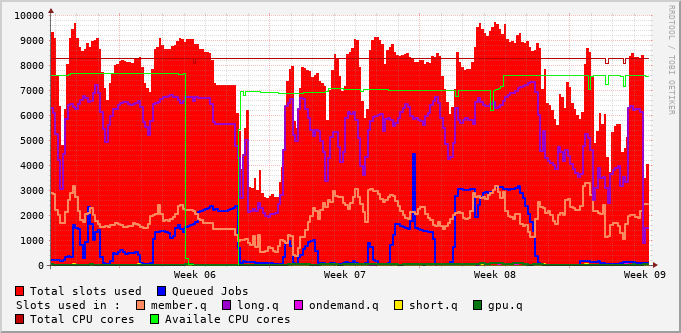 10000
9000
8000
7000
6000
5000
4000
3000
2000
1000
0
Week 06 Week 07 Week 08 Week 09
RRDTOOL / TOBI OETIKER
Total slots used Queued Jobs
Slots used in : member.q long.q ondemand.q short.q gpu.q
Total CPU cores Availale CPU cores